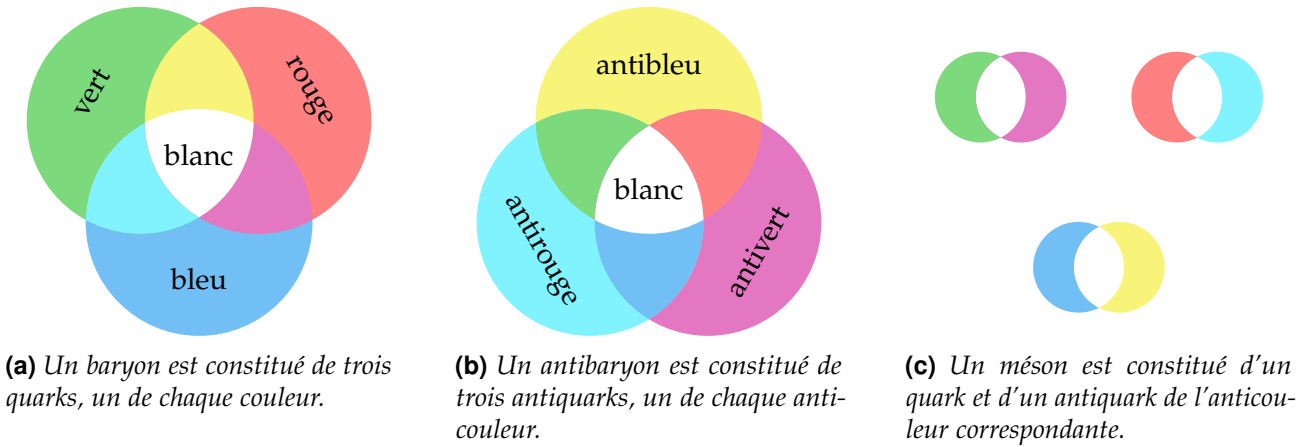 vert
rouge
blanc
bleu
antibleu
blanc
antirouge
antivert
(a) Un baryon est constitué de trois
quarks, un de chaque couleur.
(b) Un antibaryon est constitué de
trois antiquarks, un de chaque anti-
couleur.
(c) Un méson est constitué d'un
quark et d'un antiquark de l'anticou-
leur correspondante.